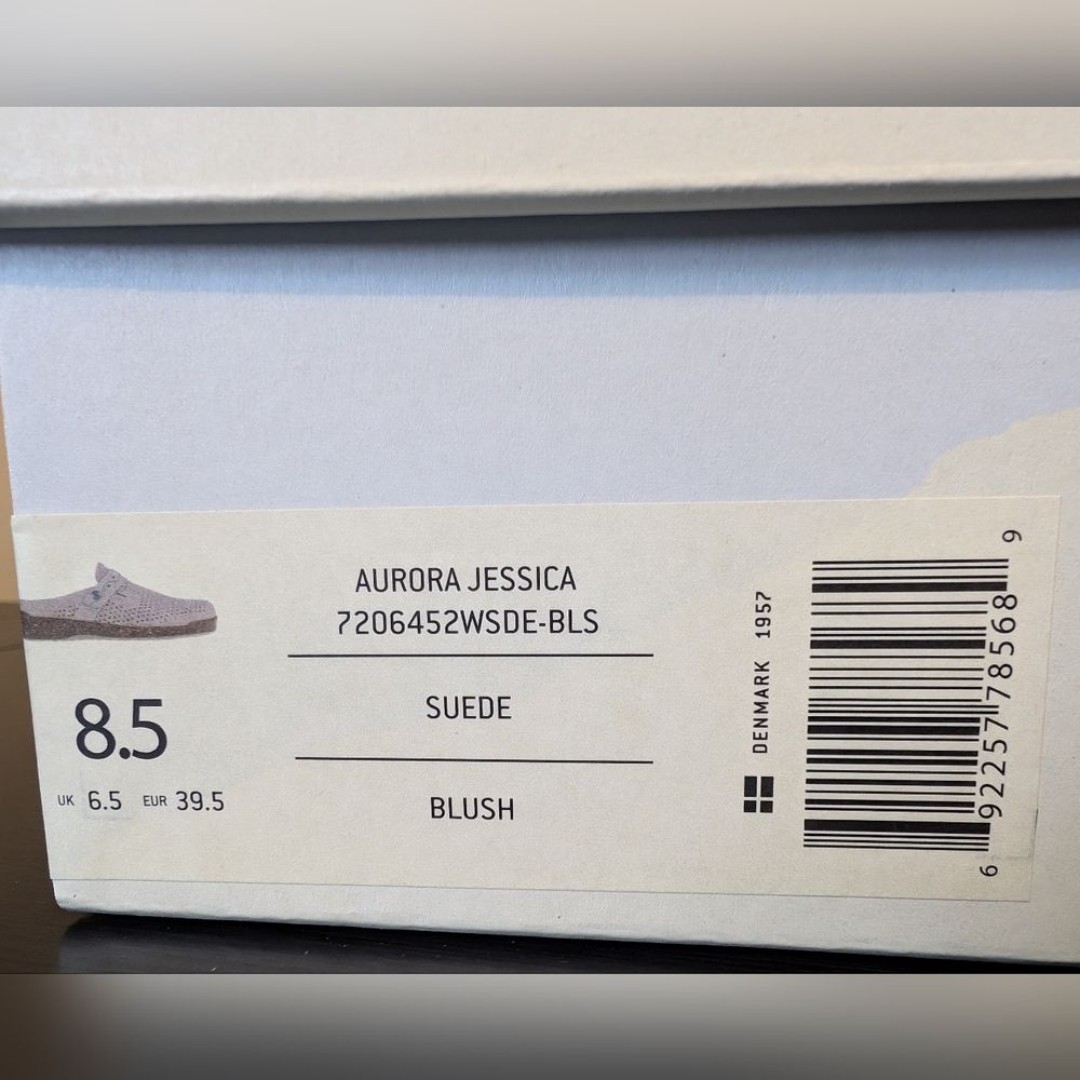 AURORA JESSICA
7206452WSDE-BLS
SUEDE
BLUSH
8.5
UK 6.5 EUR 39.5
DENMARK 1957
6 92257 78568 9